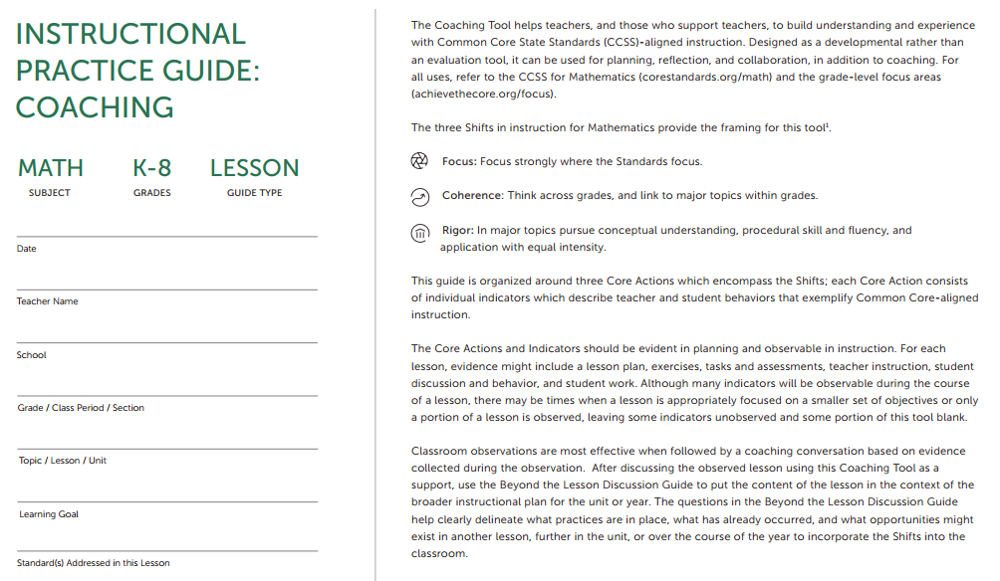 INSTRUCTIONAL
PRACTICE GUIDE:
COACHING
MATH K-8 LESSON
SUBJECT GRADES GUIDE TYPE
Date
Teacher Name
School
Grade / Class Period / Section
Topic / Lesson / Unit
Learning Goal
Standard(s) Addressed in this Lesson
The Coaching Tool helps teachers, and those who support teachers, to build understanding and experience
with Common Core State Standards (CCSS)-aligned instruction. Designed as a developmental rather than
an evaluation tool, it can be used for planning, reflection, and collaboration, in addition to coaching. For
all uses, refer to the CCSS for Mathematics (corestandards.org/math) and the grade-level focus areas
(achievethecore.org/focus).
The three Shifts in instruction for Mathematics provide the framing for this tool¹.
Focus: Focus strongly where the Standards focus.
Coherence: Think across grades, and link to major topics within grades.
Rigor: In major topics pursue conceptual understanding, procedural skill and fluency, and
application with equal intensity.
This guide is organized around three Core Actions which encompass the Shifts; each Core Action consists
of individual indicators which describe teacher and student behaviors that exemplify Common Core-aligned
instruction.
The Core Actions and Indicators should be evident in planning and observable in instruction. For each
lesson, evidence might include a lesson plan, exercises, tasks and assessments, teacher instruction, student
discussion and behavior, and student work. Although many indicators will be observable during the course
of a lesson, there may be times when a lesson is appropriately focused on a smaller set of objectives or only
a portion of a lesson is observed, leaving some indicators unobserved and some portion of this tool blank.
Classroom observations are most effective when followed by a coaching conversation based on evidence
collected during the observation. After discussing the observed lesson using this Coaching Tool as a
support, use the Beyond the Lesson Discussion Guide to put the content of the lesson in the context of the
broader instructional plan for the unit or year. The questions in the Beyond the Lesson Discussion Guide
help clearly delineate what practices are in place, what has already occurred, and what opportunities might
exist in another lesson, further in the unit, or over the course of the year to incorporate the Shifts into the
classroom.